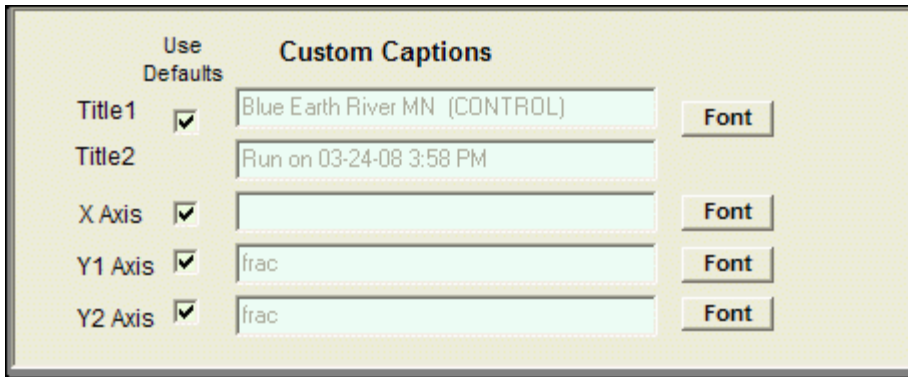 Use
Defaults
Custom Captions
Title1 Blue Earth River MN (CONTROL) Font
Title2 Run on 03-24-08 3:58 PM
X Axis Font
Y1 Axis frac Font
Y2 Axis frac Font